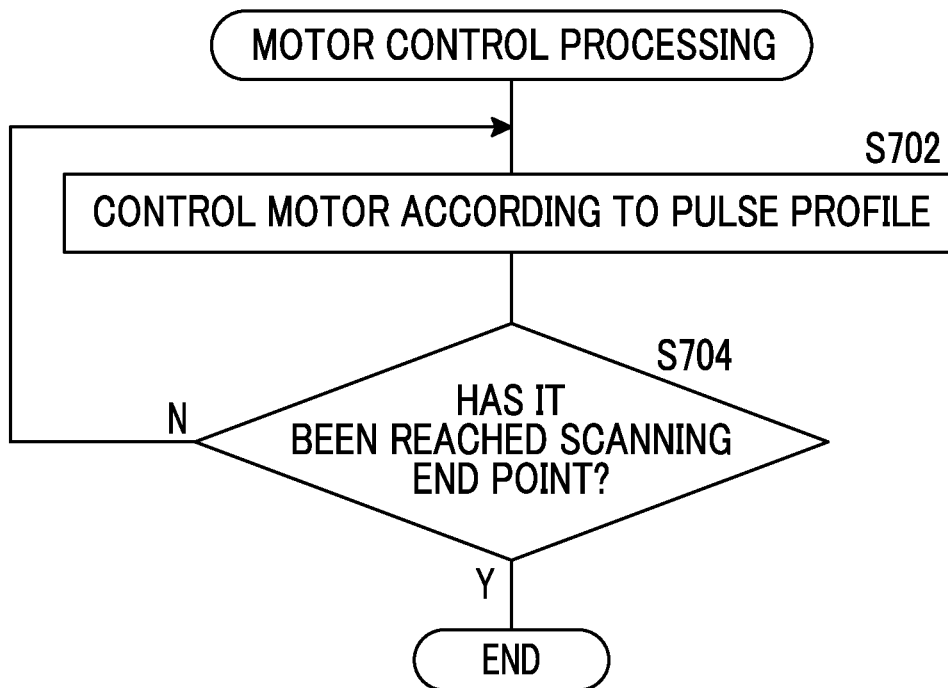 MOTOR CONTROL PROCESSING
S702
CONTROL MOTOR ACCORDING TO PULSE PROFILE
S704
HAS IT
BEEN REACHED SCANNING
END POINT?
N
Y
END